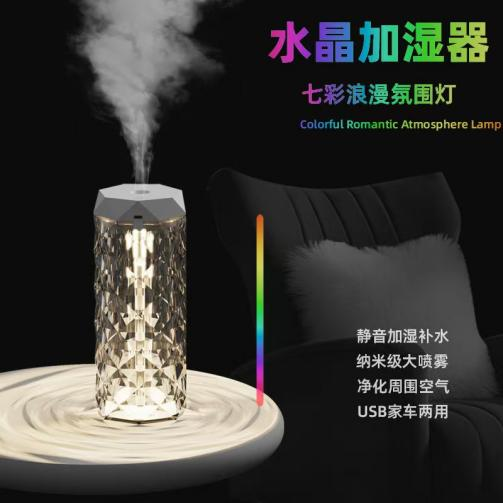 水晶加湿器
七彩浪漫氛围灯
Colorful Romantic Atmosphere Lamp
静音加湿补水
纳米级大喷雾
净化周围空气
USB家车两用